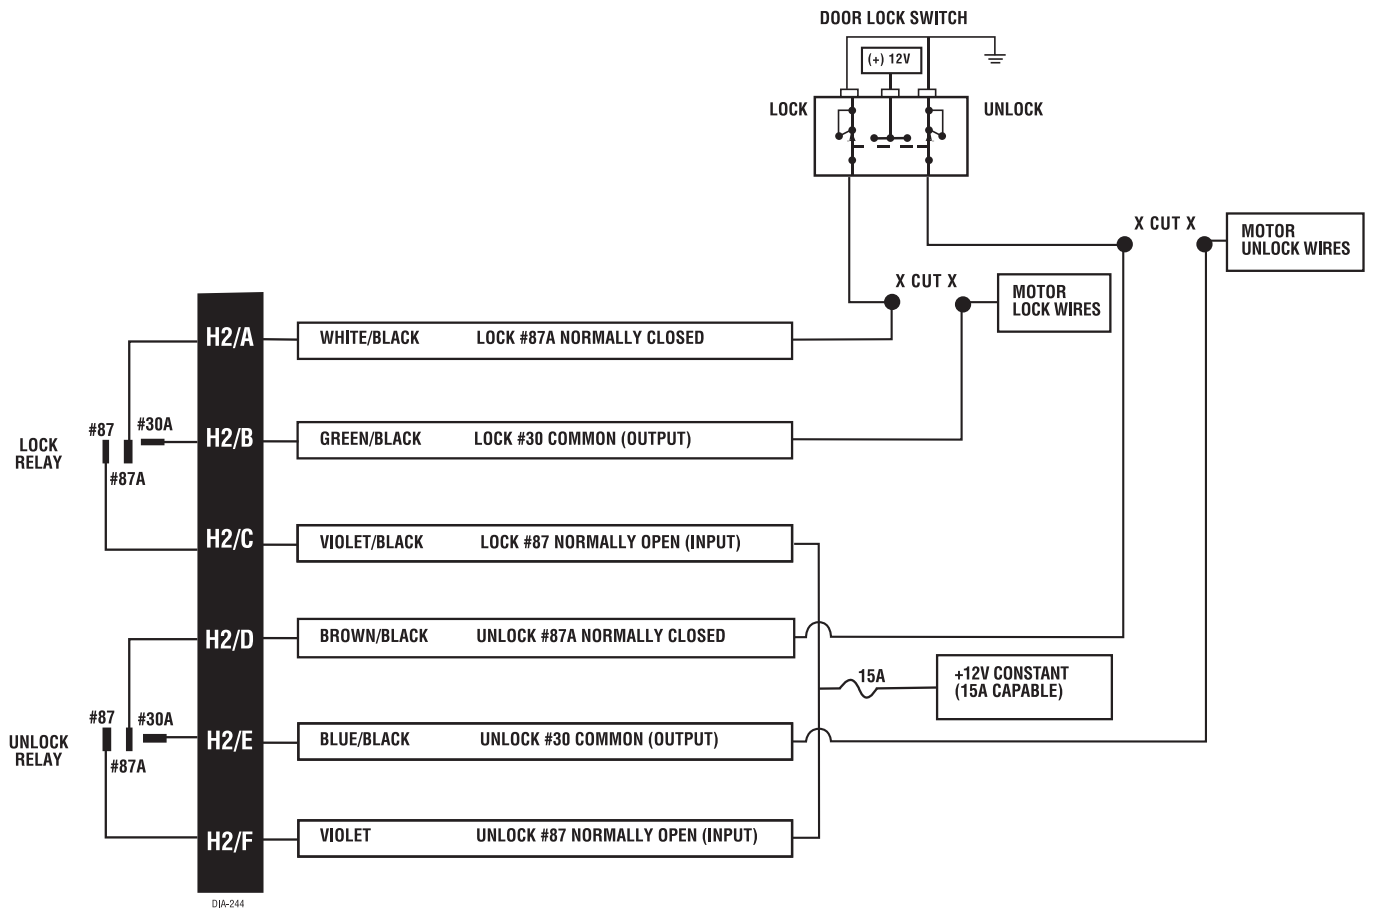 DOOR LOCK SWITCH
(+) 12V
LOCK
UNLOCK
X CUT X
MOTOR
UNLOCK WIRES
X CUT X
MOTOR
LOCK WIRES
H2/A
WHITE/BLACK LOCK #87A NORMALLY CLOSED
#87
#30A
LOCK
RELAY
#87A
H2/B
GREEN/BLACK LOCK #30 COMMON (OUTPUT)
H2/C
VIOLET/BLACK LOCK #87 NORMALLY OPEN (INPUT)
H2/D
BROWN/BLACK UNLOCK #87A NORMALLY CLOSED
15A
+12V CONSTANT
(15A CAPABLE)
#87
#30A
UNLOCK
RELAY
#87A
H2/E
BLUE/BLACK UNLOCK #30 COMMON (OUTPUT)
H2/F
VIOLET UNLOCK #87 NORMALLY OPEN (INPUT)
DIA-244